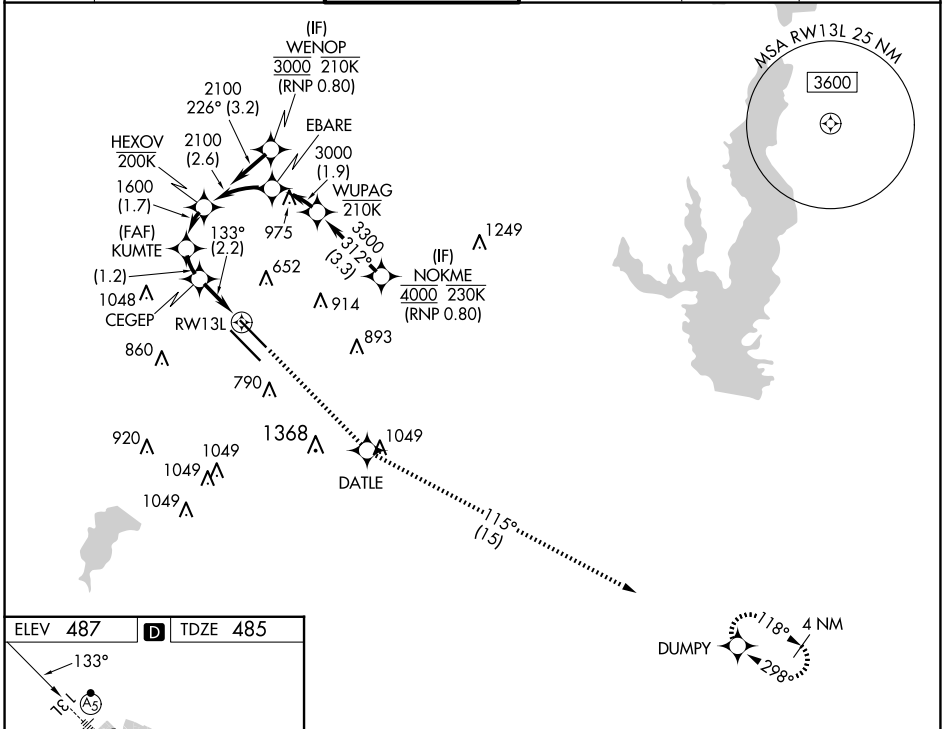 (IF)
WENOP
3000 210K
(RNP 0.80)
2100
226° (3.2)
EBARE
HEXOV
200K
2100
(2.6)
3000
(1.9)
WUPAG
210K
1600
(1.7)
(FAF)
KUMTE
133°
(2.2)
975
3300
312°
(3.3)
1249
(IF)
NOKME
4000 230K
(RNP 0.80)
(1.2)
1048
CEGEP
652
914
RW13L
893
860
790
920
1368
1049
1049
1049
1049
DATLE
115°
(15)
MSA RW13L 25 NM
3600
DUMPY
118°
4 NM
298°
ELEV 487
D
TDZE 485
133°
13L
A5